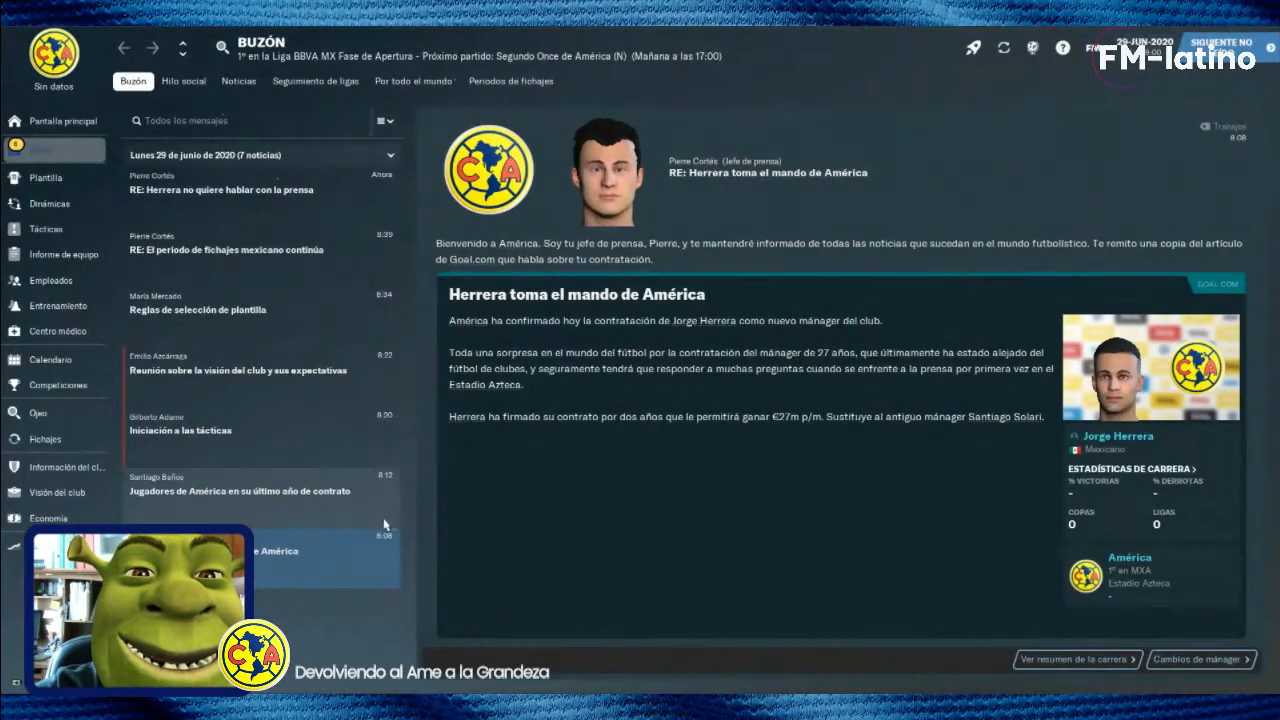 BUZÓN
1º en la Liga BBVA MX Fase de Apertura - Próximo partido: Segundo Once de América (N) (Mañana a las 17:00)
29-JUN-2020
SIGUIENTE NO
FM-latino
Sin datos
Buzón
Hilo social
Noticias
Seguimiento de ligas
Por todo el mundo
Periodos de fichajes
Pantalla principal
6
Plantilla
Dinámicas
Tácticas
Informe de equipo
Empleados
Entrenamiento
Centro médico
Calendario
Competiciones
Ojeo
Fichajes
Información del cl...
Visión del club
Economía
Todos los mensajes
Lunes 29 de junio de 2020 (7 noticias)
Pierre Cortés
Ahora
RE: Herrera no quiere hablar con la prensa
Pierre Cortés
8:39
RE: El periodo de fichajes mexicano continúa
María Mercado
8:34
Reglas de selección de plantilla
Emilio Azcárraga
8:22
Reunión sobre la visión del club y sus expectativas
Gilberto Adame
8:20
Iniciación a las tácticas
Santiago Baños
8:12
Jugadores de América en su último año de contrato
8:08
e América
CA
Trabajos
8:08
Pierre Cortés (Jefe de prensa)
RE: Herrera toma el mando de América
Bienvenido a América. Soy tu jefe de prensa, Pierre, y te mantendré informado de todas las noticias que sucedan en el mundo futbolístico. Te remito una copia del artículo
de Goal.com que habla sobre tu contratación.
GOAL.COM
Herrera toma el mando de América
América ha confirmado hoy la contratación de Jorge Herrera como nuevo mánager del club.
Toda una sorpresa en el mundo del fútbol por la contratación del mánager de 27 años, que últimamente ha estado alejado del
fútbol de clubes, y seguramente tendrá que responder a muchas preguntas cuando se enfrente a la prensa por primera vez en el
Estadio Azteca.
Herrera ha firmado su contrato por dos años que le permitirá ganar €27m p/m. Sustituye al antiguo mánager Santiago Solari.
Jorge Herrera
Mexicano
ESTADÍSTICAS DE CARRERA >
% VICTORIAS
% DERROTAS
-
-
COPAS
LIGAS
0
0
América
1º en MXA
Estadio Azteca
-
Ver resumen de la carrera >
Cambios de mánager >
CA
Devolviendo al Ame a la Grandeza